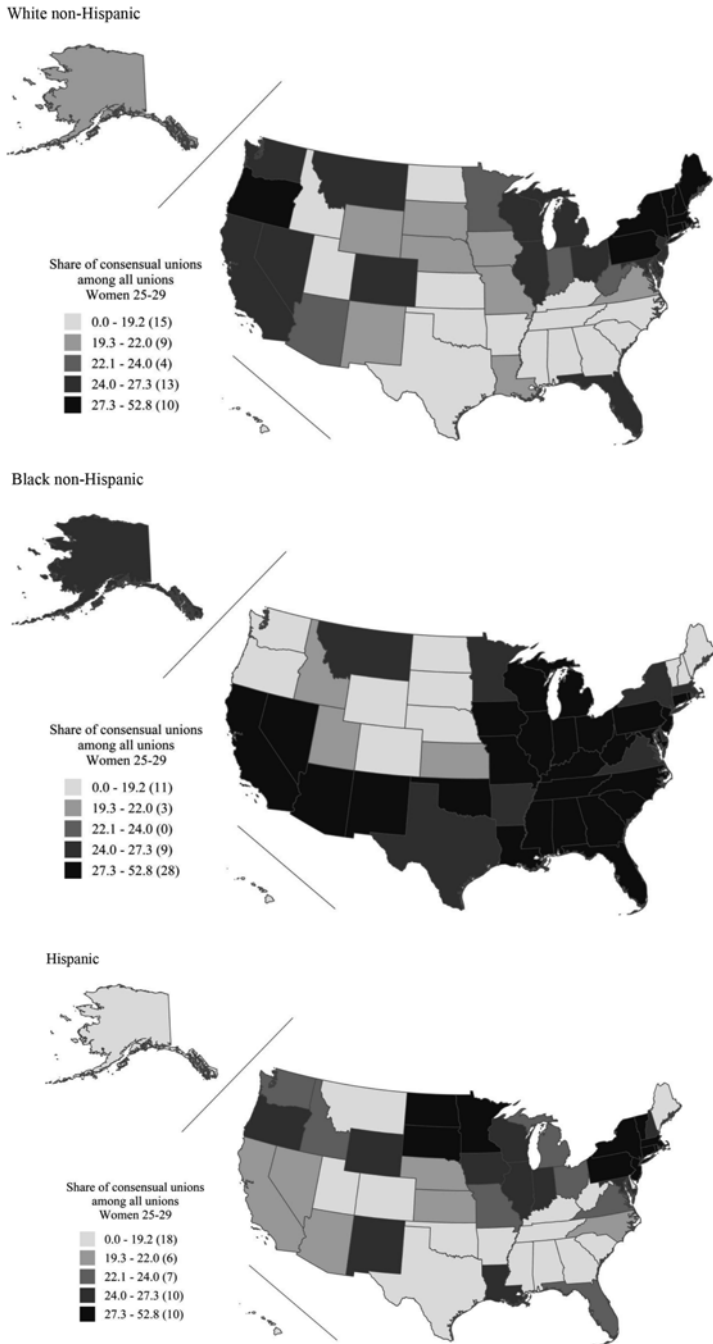 White non-Hispanic
Share of consensual unions
among all unions
Women 25-29
0.0 - 19.2 (15)
19.3 - 22.0 (9)
22.1 - 24.0 (4)
24.0 - 27.3 (13)
27.3 - 52.8 (10)
Black non-Hispanic
Share of consensual unions
among all unions
Women 25-29
0.0 - 19.2 (11)
19.3 - 22.0 (3)
22.1 - 24.0 (0)
24.0 - 27.3 (9)
27.3 - 52.8 (28)
Hispanic
Share of consensual unions
among all unions
Women 25-29
0.0 - 19.2 (18)
19.3 - 22.0 (6)
22.1 - 24.0 (7)
24.0 - 27.3 (10)
27.3 - 52.8 (10)